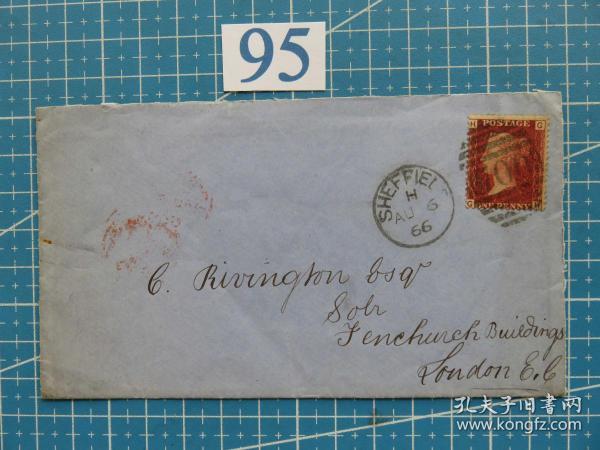 95
H G
POSTAGE
ONE PENNY
G H
SHEFFIELD
H
AU 6
66
C. Rivington Esqr
Solr
Fenchurch Buildings
London E.C
孔夫子旧书网
www.kongfz.com